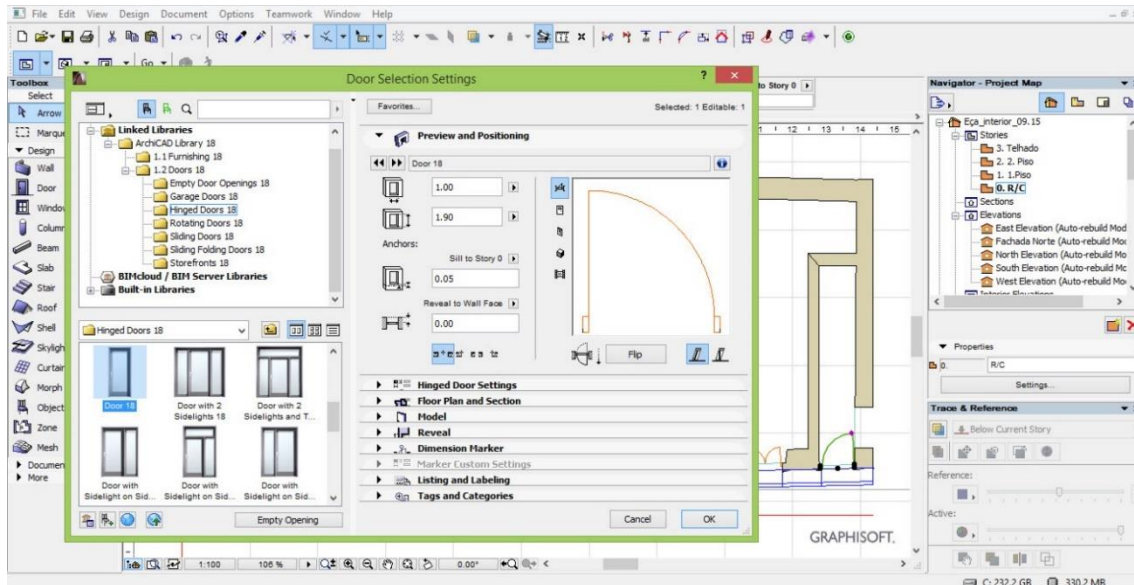 File Edit View Design Document Options Teamwork Window Help
Go
Toolbox
Select
Arrow
Marque
Design
Wall
Door
Windo
Column
Beam
Slab
Stair
Roof
Shell
Skyligh
Curtair
Morph
Object
Zone
Mesh
Documen
More
Door Selection Settings
?
Linked Libraries
ArchiCAD Library 18
1.1 Furnishing 18
1.2 Doors 18
Empty Door Openings 18
Garage Doors 18
Hinged Doors 18
Rotating Doors 18
Sliding Doors 18
Sliding Folding Doors 18
Storefronts 18
BIMcloud / BIM Server Libraries
Built-in Libraries
Hinged Doors 18
Door 18
Door with 2 Sidelights 18
Door with 2 Sidelights and T...
Door with Sidelight on Sid...
Door with Sidelight on Sid...
Door with Sidelight on Sid...
Empty Opening
Favorites...
Selected: 1 Editable: 1
Preview and Positioning
Door 18
1.00
1.90
Anchors:
Sill to Story 0
0.05
Reveal to Wall Face
0.00
Flip
Hinged Door Settings
Floor Plan and Section
Model
Reveal
Dimension Marker
Marker Custom Settings
Listing and Labeling
Tags and Categories
Cancel
OK
to Story 0
12 13 14 15
GRAPHISOFT.
1:100
106 %
0.00°
Navigator - Project Map
Eça_interior_09.15
Stories
3. Telhado
2. 2. Piso
1. 1.Piso
0. R/C
Sections
Elevations
East Elevation (Auto-rebuild Mod
Fachada Norte (Auto-rebuild Moc
North Elevation (Auto-rebuild Mc
South Elevation (Auto-rebuild Mc
West Elevation (Auto-rebuild Mo
Interior Elevations
Properties
0.
R/C
Settings...
Trace & Reference
Below Current Story
Reference:
Active:
C: 232.2 GB
330.2 MB